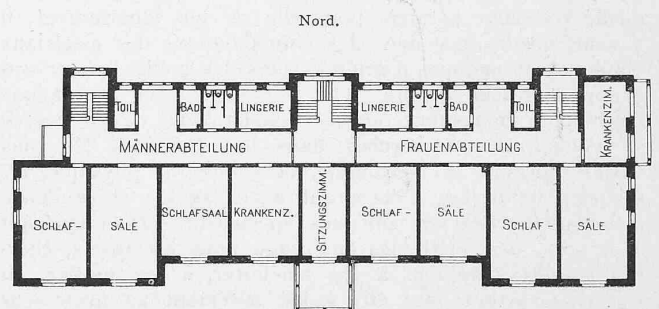 Nord.
TOIL. BAD LINGERIE. LINGERIE BAD TOIL.
KRANKENZIM.
MÄNNERABTEILUNG FRAUENABTEILUNG
SCHLAF- SÄLE SCHLAFSAAL KRANKENZ. SITZUNGSZIMM. SCHLAF- SÄLE SCHLAF- SÄLE